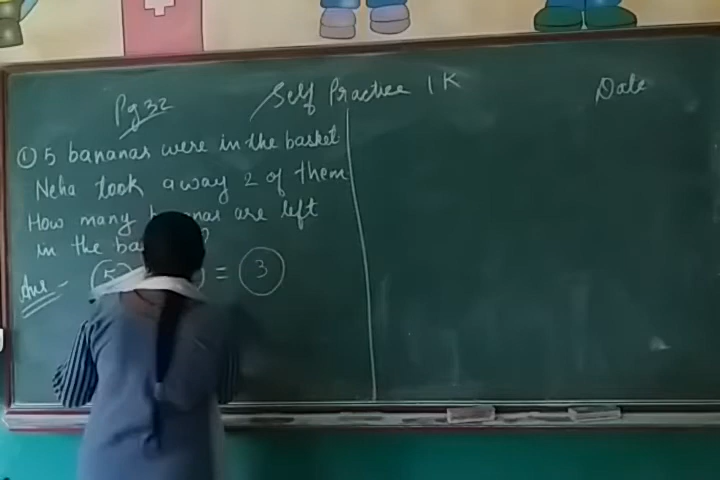 Pg 32
Self Practice 1K
Date
① 5 bananas were in the basket
Neha took away 2 of them
How many are left
in the
Ans:- 5 = 3